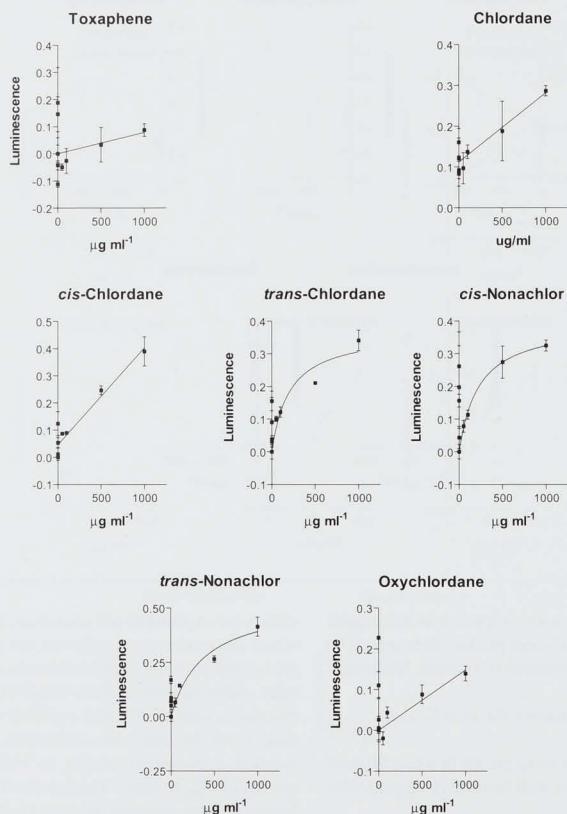 Toxaphene
Luminescence
0.4
0.3
0.2
0.1
0.0
-0.1
-0.2
0
500
1000
µg ml-1
Chlordane
Luminescence
0.4
0.3
0.2
0.1
0.0
0
500
1000
ug/ml
cis-Chlordane
Luminescence
0.5
0.4
0.3
0.2
0.1
0.0
-0.1
0
500
1000
µg ml-1
trans-Chlordane
Luminescence
0.4
0.3
0.2
0.1
0.0
-0.1
0
500
1000
µg ml-1
cis-Nonachlor
Luminescence
0.4
0.3
0.2
0.1
0.0
-0.1
0
500
1000
µg ml-1
trans-Nonachlor
Luminescence
0.50
0.25
0.00
-0.25
0
500
1000
µg ml-1
Oxychlordane
Luminescence
0.3
0.2
0.1
0.0
-0.1
0
500
1000
µg ml-1